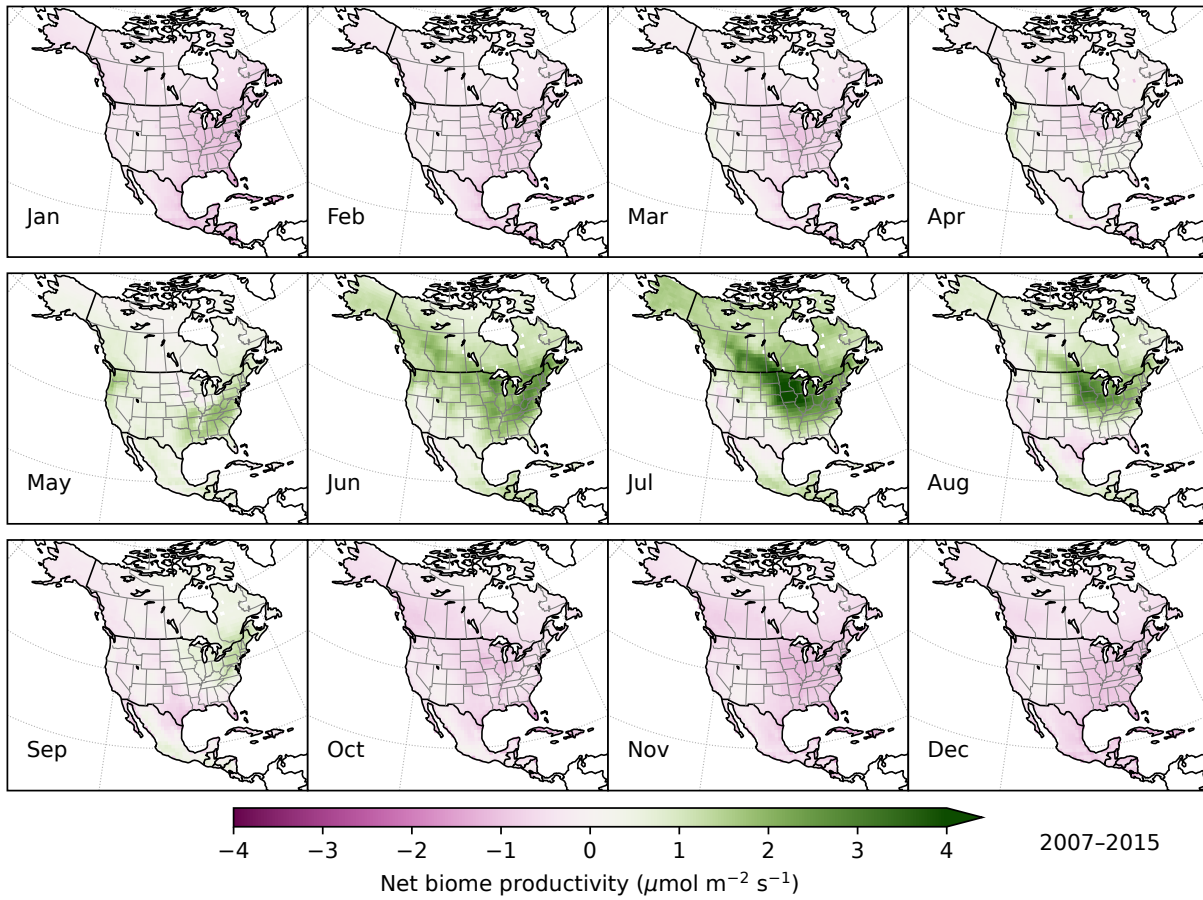 Jan
Feb
Mar
Apr
May
Jun
Jul
Aug
Sep
Oct
Nov
Dec
−4 −3 −2 −1 0 1 2 3 4
2007–2015
Net biome productivity (μmol m⁻² s⁻¹)